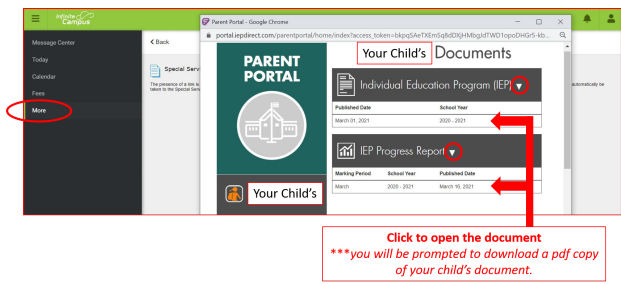 Infinite
Campus
Message Center
Today
Calendar
Fees
More
Back
Special Serv
The presence of a link is
taken to the Special Serv
automatically be
Parent Portal - Google Chrome
portal.iepdirect.com/parentportal/home/index?access_token=bkpqSAeTXEmSq8dDXjHMbgJdTWD1opoDHGr5-kb...
PARENT
PORTAL
Your Child's
Your Child's Documents
Individual Education Program (IEP)
Published Date School Year
March 01, 2021 2020 - 2021
IEP Progress Report
Marking Period School Year Published Date
March 2020 - 2021 March 16, 2021
Click to open the document
***you will be prompted to download a pdf copy
of your child's document.